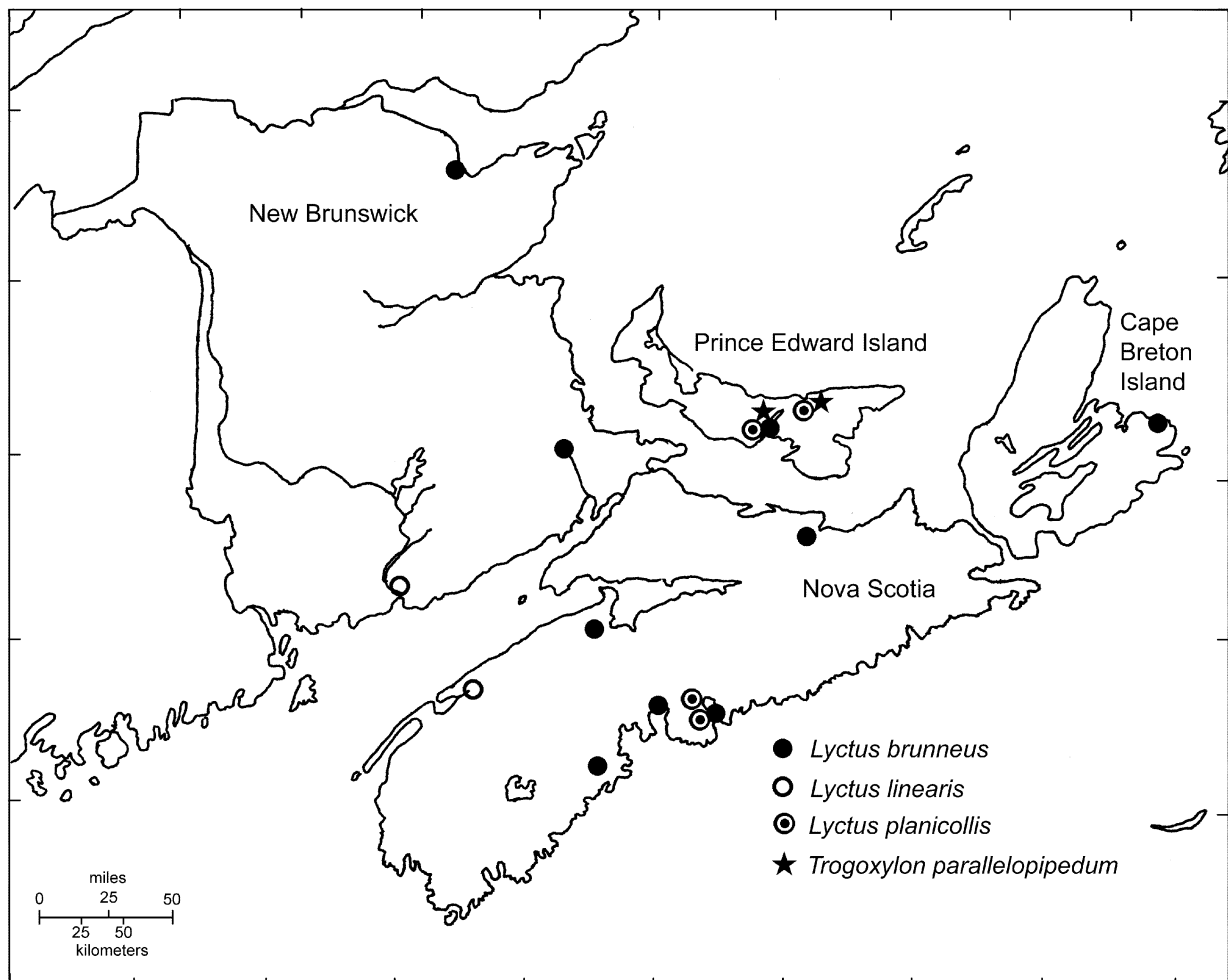 New Brunswick
Prince Edward Island
Cape
Breton
Island
Nova Scotia
Lyctus brunneus
Lyctus linearis
Lyctus planicollis
Trogoxylon parallelopipedum
miles
0 25 50
25 50
kilometers